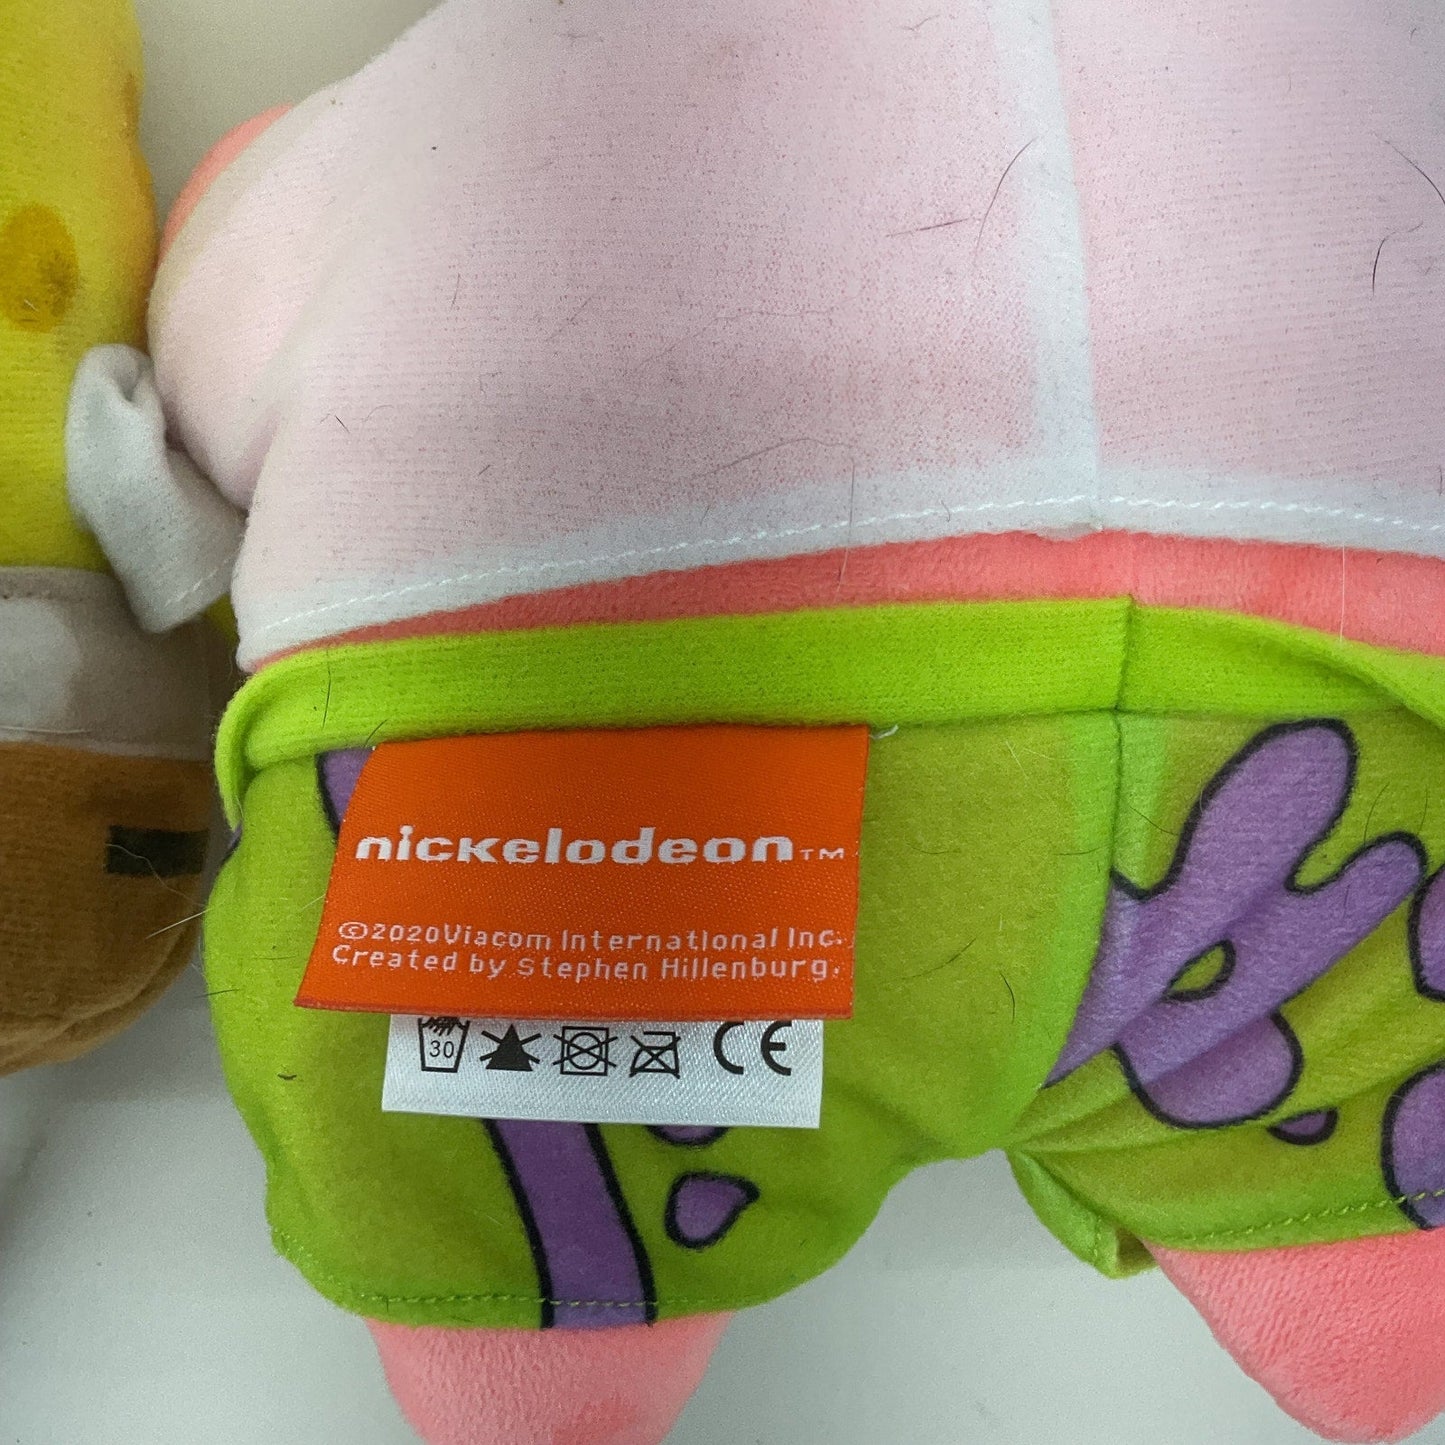 nickelodeon™
©2020Viacom International Inc.
Created by Stephen Hillenburg.
30 CE